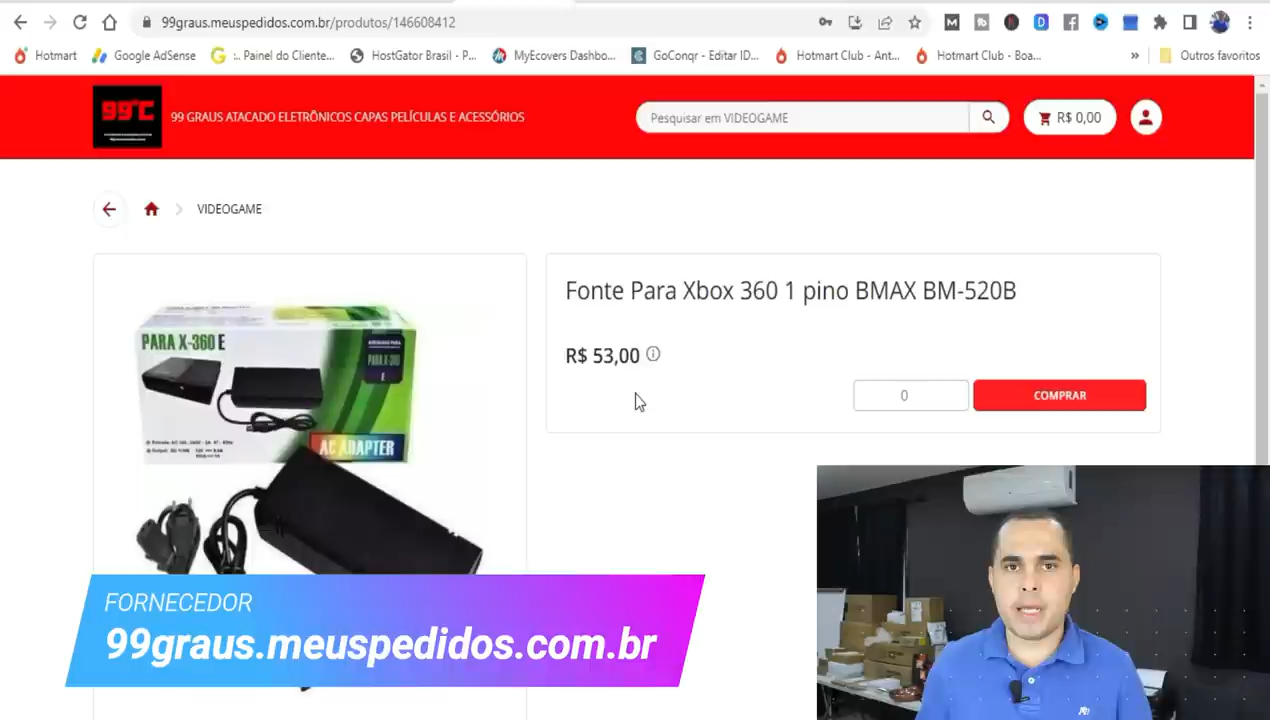 99graus.meuspedidos.com.br/produtos/146608412
Hotmart
Google AdSense
:. Painel do Cliente...
HostGator Brasil - P...
MyEcovers Dashbo...
GoConqr - Editar ID...
Hotmart Club - Ant...
Hotmart Club - Boa...
»
Outros favoritos
99°C
99 GRAUS ATACADO ELETRÔNICOS CAPAS PELÍCULAS E ACESSÓRIOS
Pesquisar em VIDEOGAME
R$ 0,00
VIDEOGAME
Fonte Para Xbox 360 1 pino BMAX BM-520B
R$ 53,00
0
COMPRAR
PARA X-360 E
PARA X-360
E
AC ADAPTER
FORNECEDOR
99graus.meuspedidos.com.br